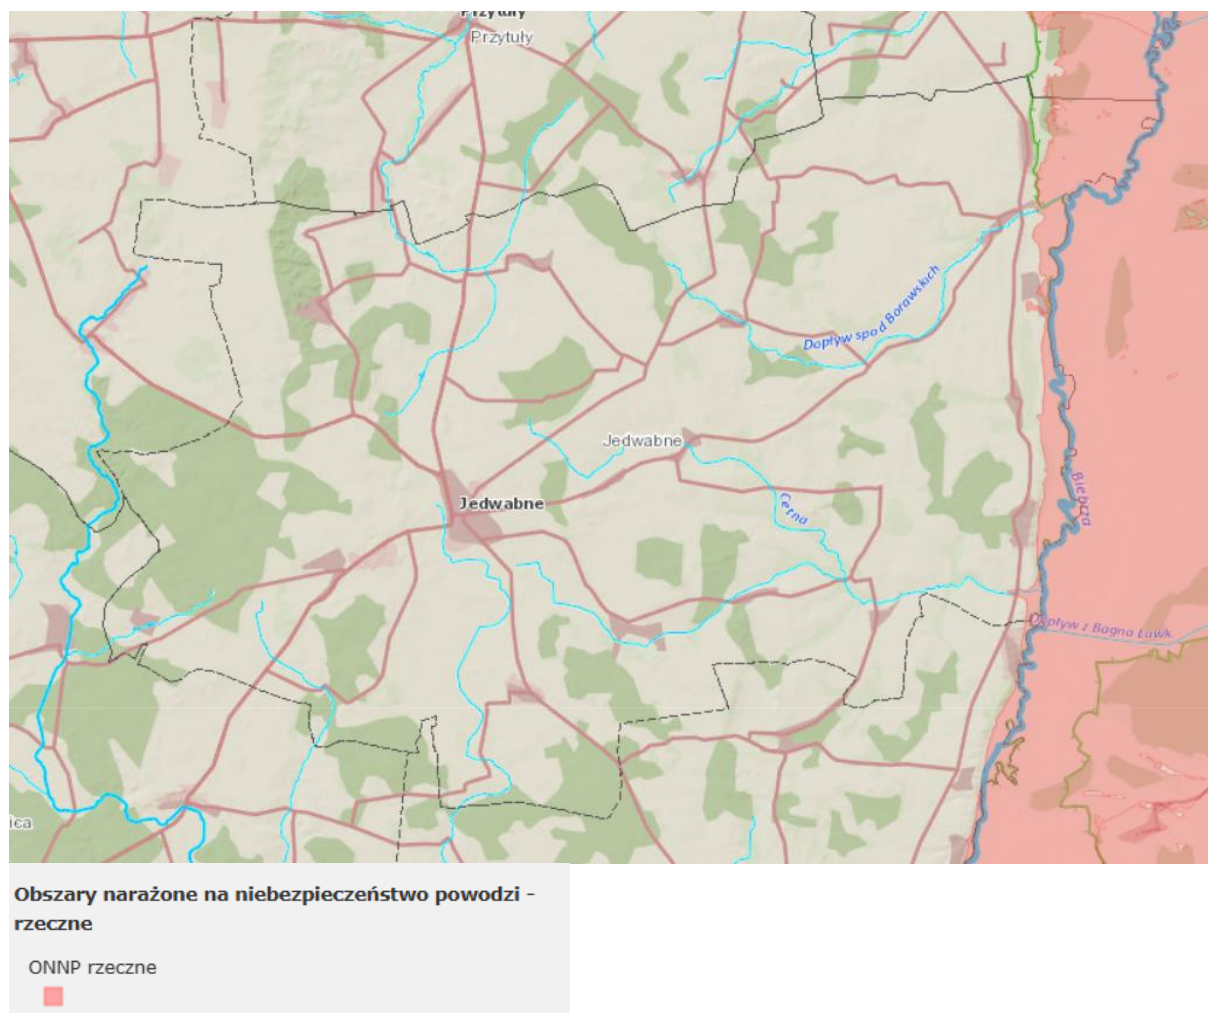 Przytuły
Przytuły
Dopływ spod Borawskich
Jedwabne
Biebrza
Jedwabne
Cerna
Dopływ z Bagna Ławk.
ica
Obszary narażone na niebezpieczeństwo powodzi -
rzeczne
ONNP rzeczne